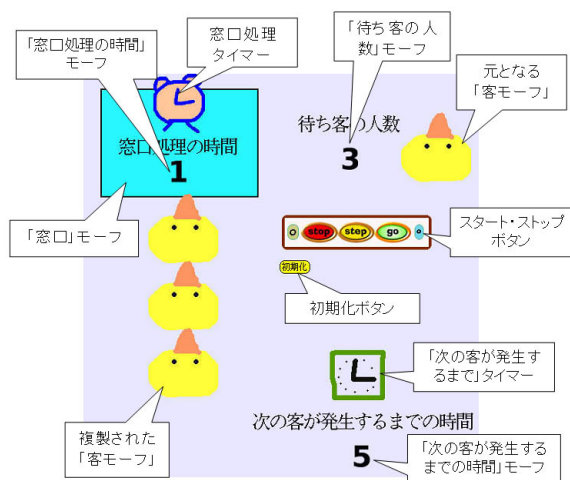 「窓口処理の時間」
モーフ
窓口処理
タイマー
「待ち客の人
数」モーフ
元となる
「客モーフ」
待ち客の人数
3
窓口処理の時間
1
「窓口」モーフ
stop
step
go
スタート・ストップ
ボタン
初期化
初期化ボタン
「次の客が発生す
るまで」タイマー
次の客が発生するまでの時間
5
複製された
「客モーフ」
「次の客が発生する
までの時間」モーフ